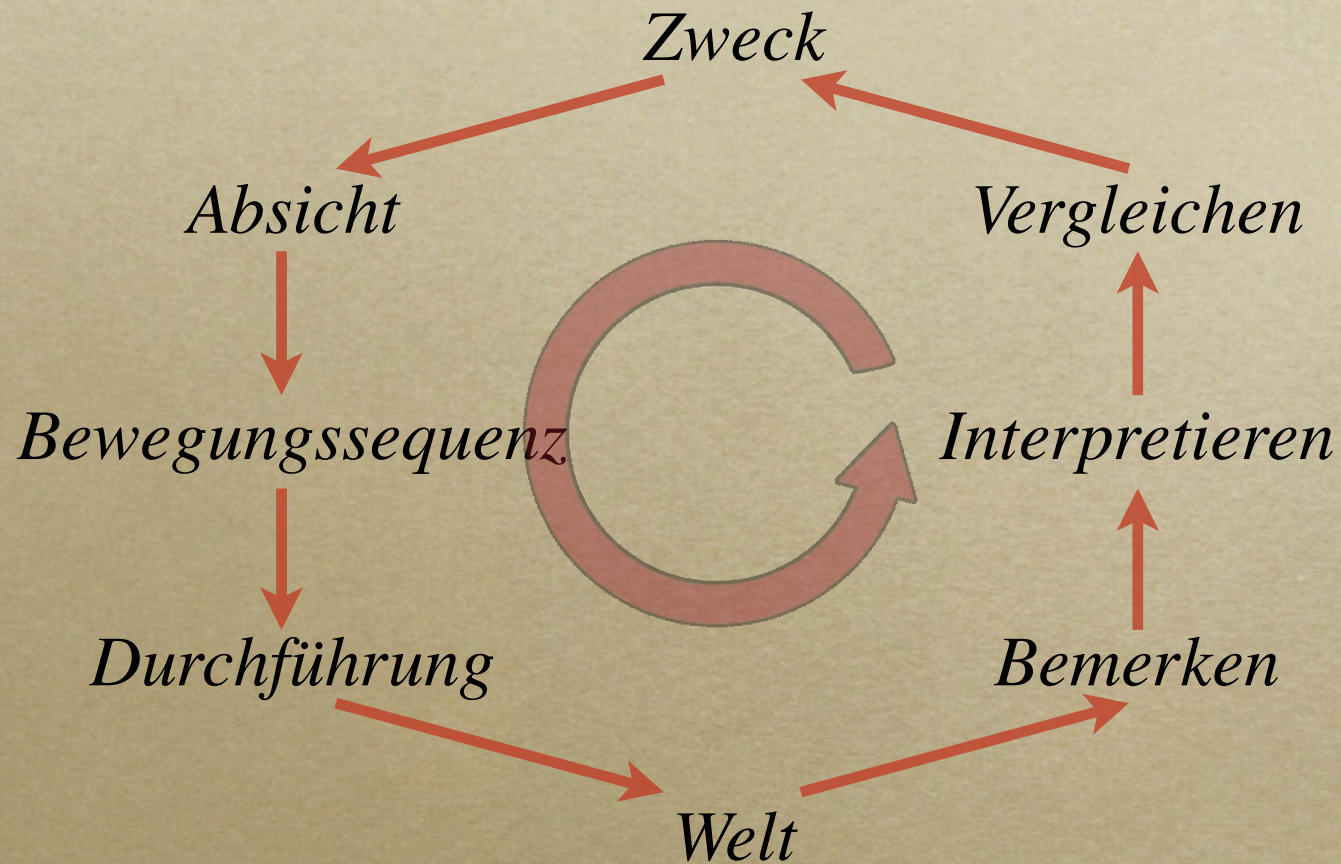 Zweck
Absicht
Vergleichen
Bewegungssequenz
Interpretieren
Durchführung
Bemerken
Welt